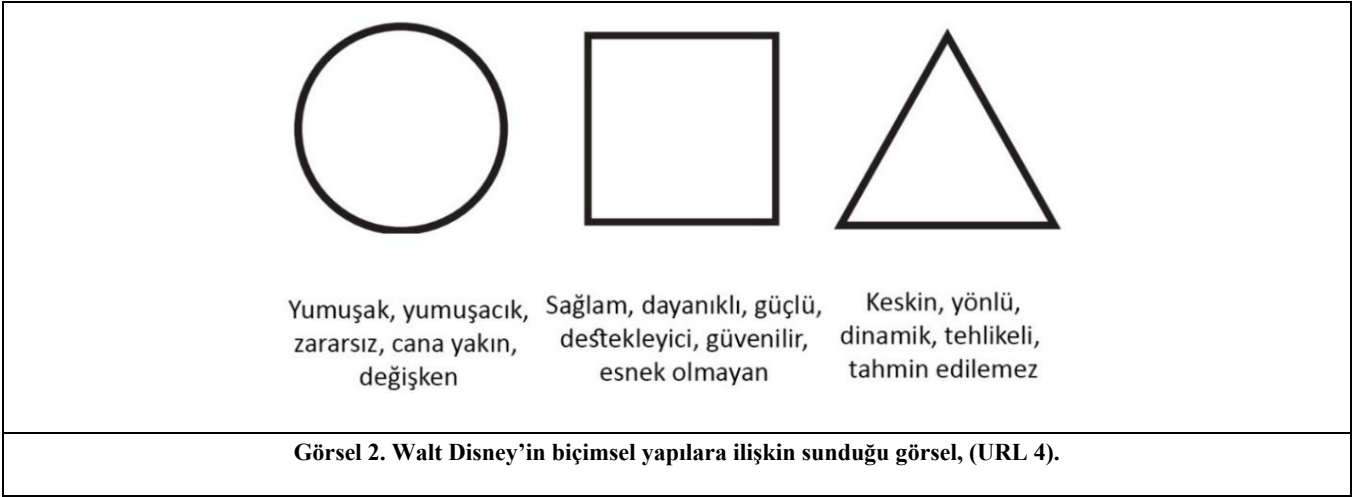 Yumuşak, yumuşacık,
zararsız, cana yakın,
değişken
Sağlam, dayanıklı, güçlü,
destekleyici, güvenilir,
esnek olmayan
Keskin, yönlü,
dinamik, tehlikeli,
tahmin edilemez
Görsel 2. Walt Disney’in biçimsel yapılara ilişkin sunduğu görsel, (URL 4).